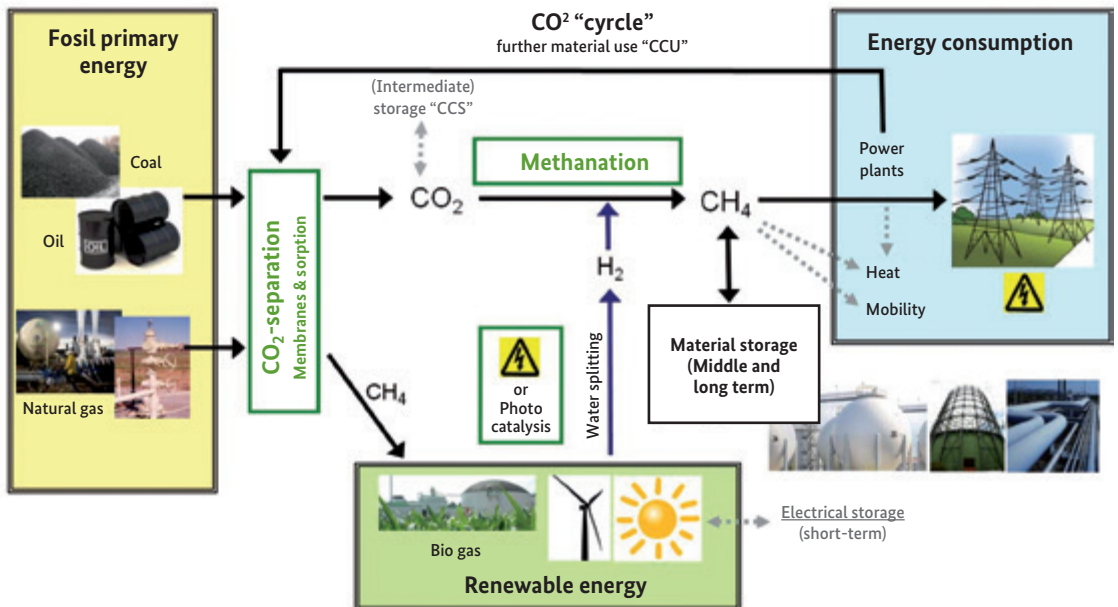 Fosil primary
energy
Coal
Oil
OIL
Natural gas
CO² “cyrcle”
further material use “CCU”
(Intermediate)
storage “CCS”
CO₂-separation
Membranes & sorption
CO₂
Methanation
CH₄
H₂
Water splitting
or
Photo
catalysis
CH₄
Material storage
(Middle and
long term)
Energy consumption
Power
plants
Heat
Mobility
Bio gas
Renewable energy
Electrical storage
(short-term)